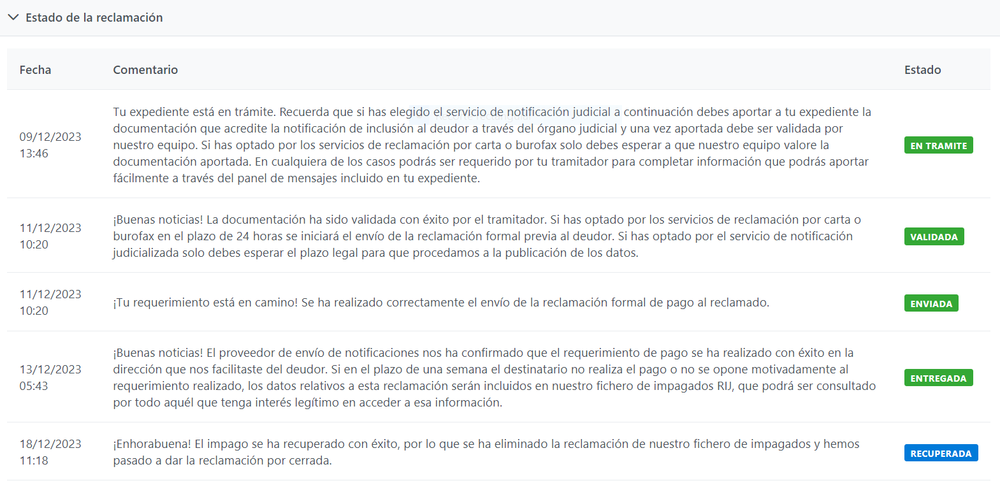 Estado de la reclamación
Fecha
Comentario
Estado
09/12/2023
13:46
Tu expediente está en trámite. Recuerda que si has elegido el servicio de notificación judicial a continuación debes aportar a tu expediente la
documentación que acredite la notificación de inclusión al deudor a través del órgano judicial y una vez aportada debe ser validada por
nuestro equipo. Si has optado por los servicios de reclamación por carta o burofax solo debes esperar a que nuestro equipo valore la
documentación aportada. En cualquiera de los casos podrás ser requerido por tu tramitador para completar información que podrás aportar
fácilmente a través del panel de mensajes incluido en tu expediente.
EN TRAMITE
Recorte rectangular
11/12/2023
10:20
¡Buenas noticias! La documentación ha sido validada con éxito por el tramitador. Si has optado por los servicios de reclamación por carta o
burofax en el plazo de 24 horas se iniciará el envío de la reclamación formal previa al deudor. Si has optado por el servicio de notificación
judicializada solo debes esperar el plazo legal para que procedamos a la publicación de los datos.
VALIDADA
11/12/2023
10:20
¡Tu requerimiento está en camino! Se ha realizado correctamente el envío de la reclamación formal de pago al reclamado.
ENVIADA
13/12/2023
05:43
¡Buenas noticias! El proveedor de envío de notificaciones nos ha confirmado que el requerimiento de pago se ha realizado con éxito en la
dirección que nos facilitaste del deudor. Si en el plazo de una semana el destinatario no realiza el pago o no se opone motivadamente al
requerimiento realizado, los datos relativos a esta reclamación serán incluidos en nuestro fichero de impagados RIJ, que podrá ser consultado
por todo aquél que tenga interés legítimo en acceder a esa información.
ENTREGADA
18/12/2023
11:18
¡Enhorabuena! El impago se ha recuperado con éxito, por lo que se ha eliminado la reclamación de nuestro fichero de impagados y hemos
pasado a dar la reclamación por cerrada.
RECUPERADA